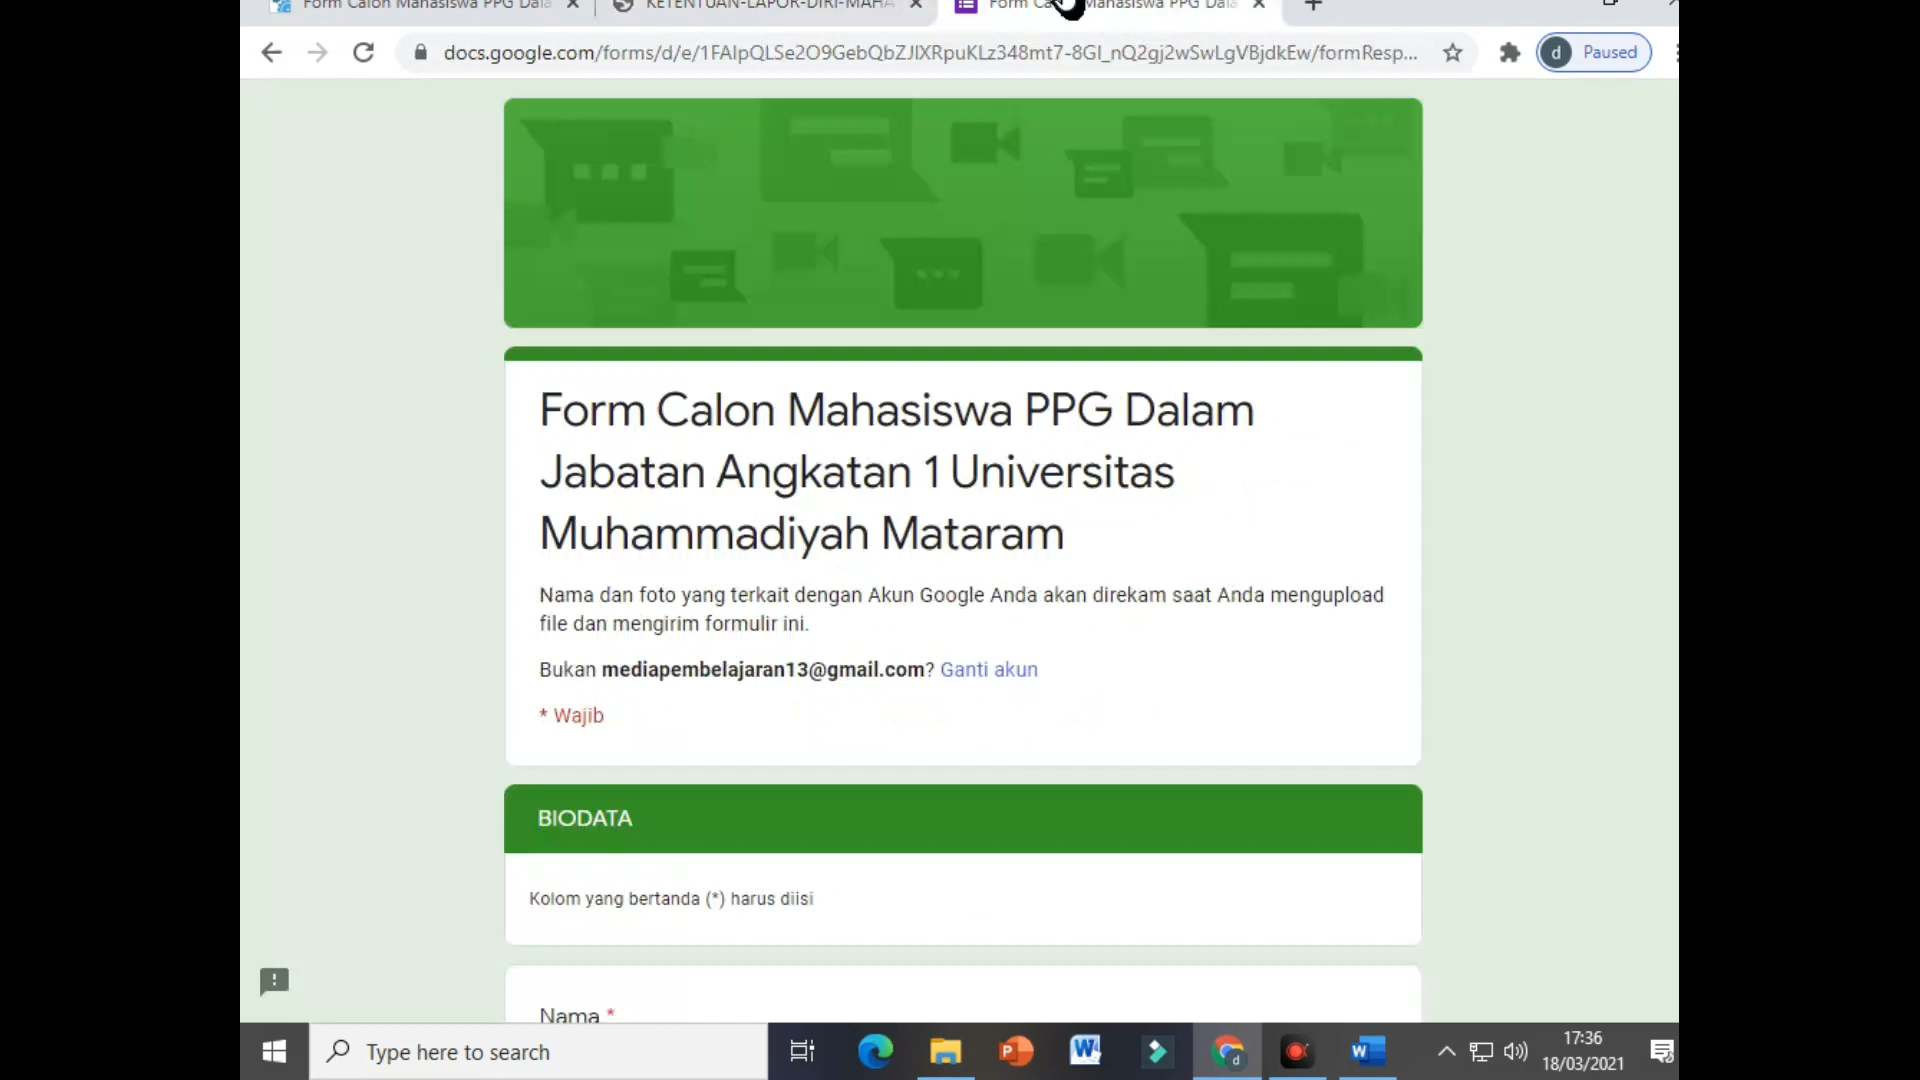 Form Calon Mahasiswa PPG Dala
KETENTUAN-LAPOR-DIRI-MAHA
Form Ca Mahasiswa PPG Dala
docs.google.com/forms/d/e/1FAIpQLSe2O9GebQbZJlXRpuKLz348mt7-8GI_nQ2gj2wSwLgVBjdkEw/formResp...
d Paused
Form Calon Mahasiswa PPG Dalam
Jabatan Angkatan 1 Universitas
Muhammadiyah Mataram
Nama dan foto yang terkait dengan Akun Google Anda akan direkam saat Anda mengupload
file dan mengirim formulir ini.
Bukan mediapembelajaran13@gmail.com? Ganti akun
* Wajib
BIODATA
Kolom yang bertanda (*) harus diisi
Nama *
Type here to search
17:36
18/03/2021